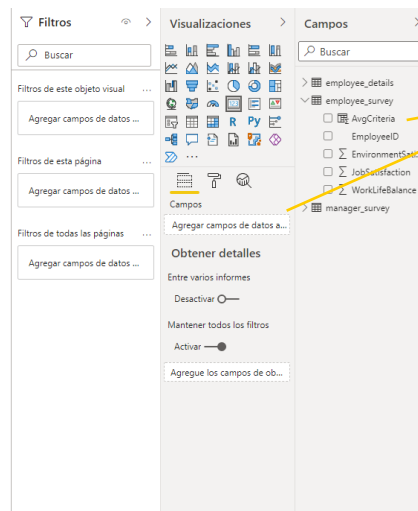 Filtros
Buscar
Filtros de este objeto visual ...
Agregar campos de datos ...
Filtros de esta página ...
Agregar campos de datos ...
Filtros de todas las páginas ...
Agregar campos de datos ...
Visualizaciones
R Py
...
Campos
Agregar campos de datos a...
Obtener detalles
Entre varios informes
Desactivar
Mantener todos los filtros
Activar
Agregue los campos de ob...
Campos
Buscar
employee_details
employee_survey
AvgCriteria
EmployeeID
JobSatisfaction
WorkLifeBalance
manager_survey